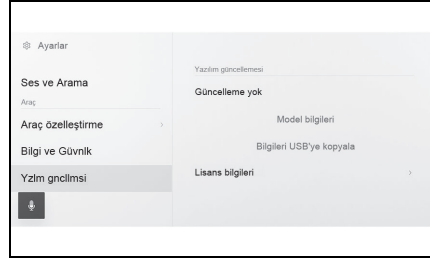 Ayarlar
Ses ve Arama
Araç
Araç özelleştirme
Bilgi ve Güvnlk
Yzlm gncllmsi
Yazılım güncellemesi
Güncelleme yok
Model bilgileri
Bilgileri USB'ye kopyala
Lisans bilgileri